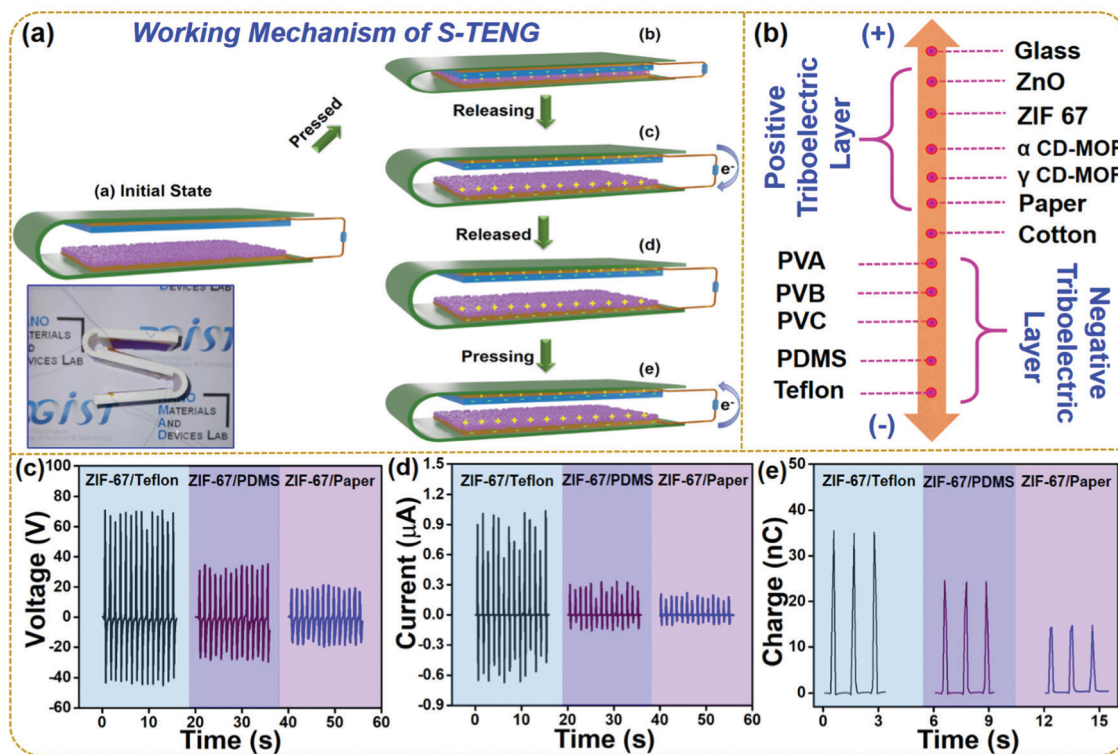 (a)
Working Mechanism of S-TENG
(b)
Pressed
Releasing
(c)
e-
(a) Initial State
Released
(d)
Pressing
(e)
e-
DEVICES LAB
MATERIALS
AND
DEVICES LAB
(b)
(+)
Positive
Triboelectric
Layer
Glass
ZnO
ZIF 67
α CD-MOF
γ CD-MOF
Paper
Cotton
PVA
PVB
PVC
PDMS
Teflon
Negative
Triboelectric
Layer
(-)
(c)
Voltage (V)
100
80
60
40
20
0
-20
-40
-60
ZIF-67/Teflon
ZIF-67/PDMS
ZIF-67/Paper
0 10 20 30 40 50 60
Time (s)
(d)
Current (μA)
1.5
1.2
0.9
0.6
0.3
0.0
-0.3
-0.6
-0.9
ZIF-67/Teflon
ZIF-67/PDMS
ZIF-67/Paper
0 10 20 30 40 50 60
Time (s)
(e)
Charge (nC)
50
40
30
20
10
0
ZIF-67/Teflon
ZIF-67/PDMS
ZIF-67/Paper
0 3 6 9 12 15
Time (s)